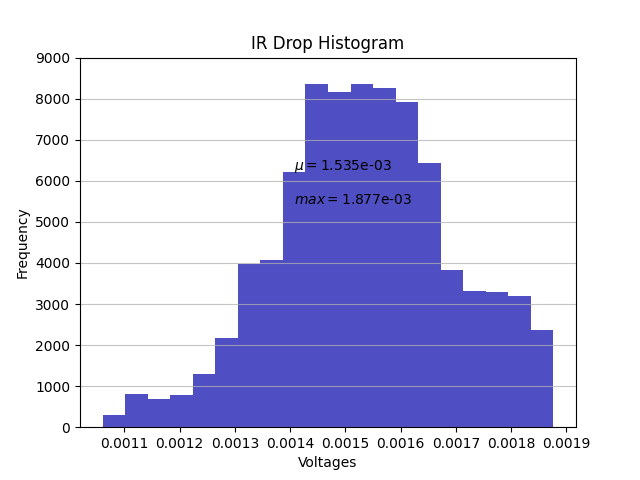 IR Drop Histogram
9000
8000
7000
6000
5000
4000
3000
2000
1000
0
Frequency
μ = 1.535e-03
max = 1.877e-03
0.0011 0.0012 0.0013 0.0014 0.0015 0.0016 0.0017 0.0018 0.0019
Voltages